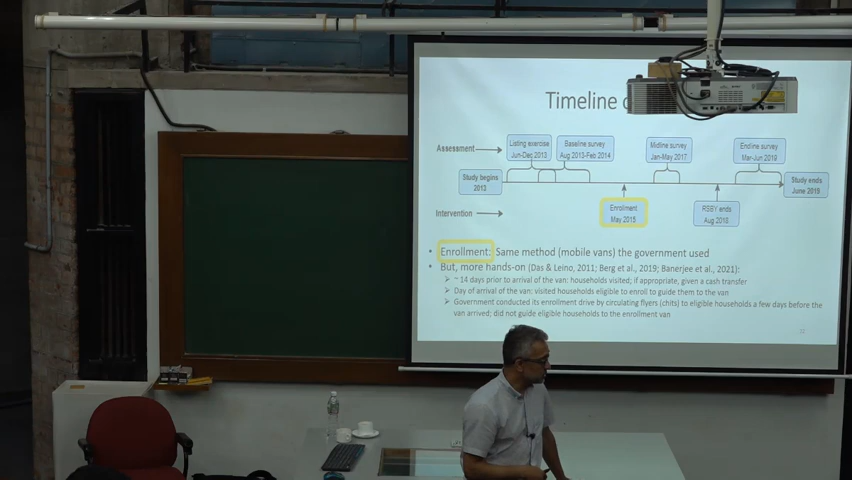 Timeline
Assessment
Listing exercise
Jun-Dec 2013
Baseline survey
Aug 2013-Feb 2014
Midline survey
Jan-May 2017
Endline survey
Mar-Jun 2019
Study begins
2013
Study ends
June 2019
Intervention
Enrollment
May 2015
RSBY ends
Aug 2018
• Enrollment: Same method (mobile vans) the government used
• But, more hands-on (Das & Leino, 2011; Berg et al., 2019; Banerjee et al., 2021):
➢ ~ 14 days prior to arrival of the van: households visited; if appropriate, given a cash transfer
➢ Day of arrival of the van: visited households eligible to enroll to guide them to the van
➢ Government conducted its enrollment drive by circulating flyers (chits) to eligible households a few days before the
van arrived; did not guide eligible households to the enrollment van